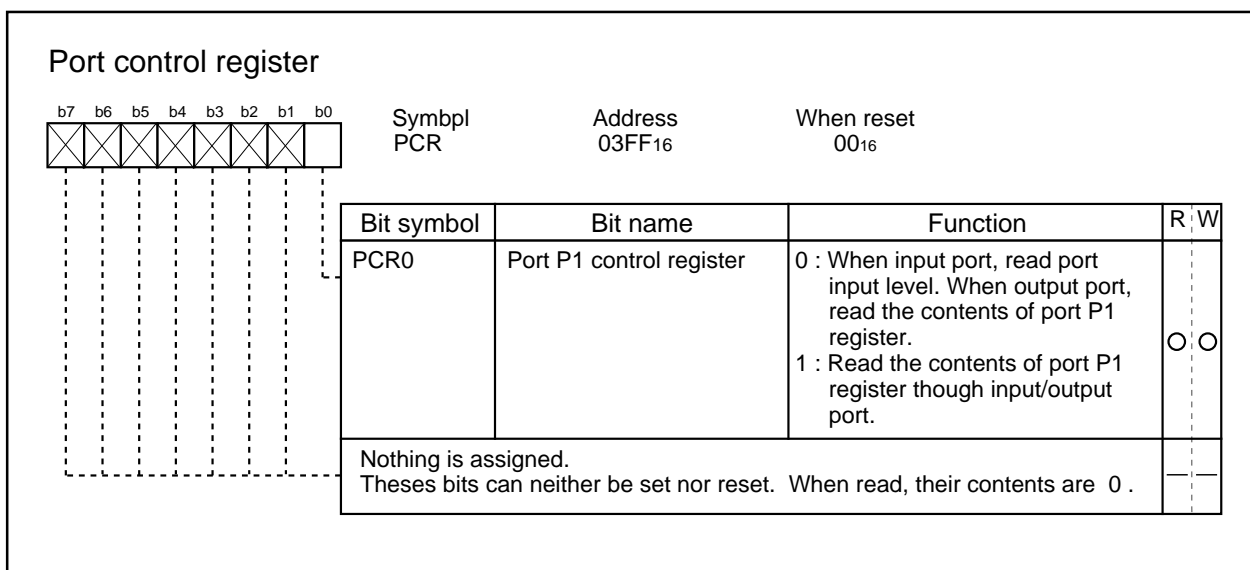 Port control register
b7 b6 b5 b4 b3 b2 b1 b0
Symbpl Address When reset
PCR 03FF16 0016
Bit symbol Bit name Function R W
PCR0 Port P1 control register 0 : When input port, read port
input level. When output port,
read the contents of port P1
register.
1 : Read the contents of port P1
register though input/output
port.
Nothing is assigned.
Theses bits can neither be set nor reset. When read, their contents are 0 .